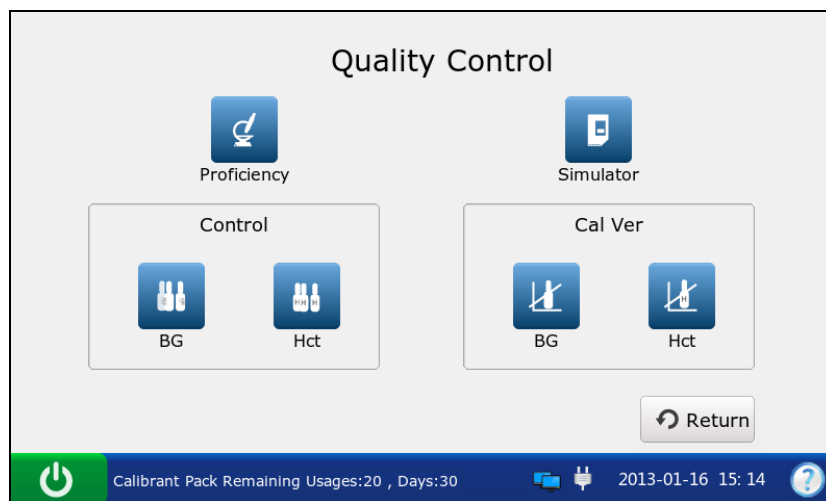 Quality Control
Proficiency
Simulator
Control
BG
Hct
Cal Ver
BG
Hct
Return
Calibrant Pack Remaining Usages:20 , Days:30
2013-01-16 15:14
?